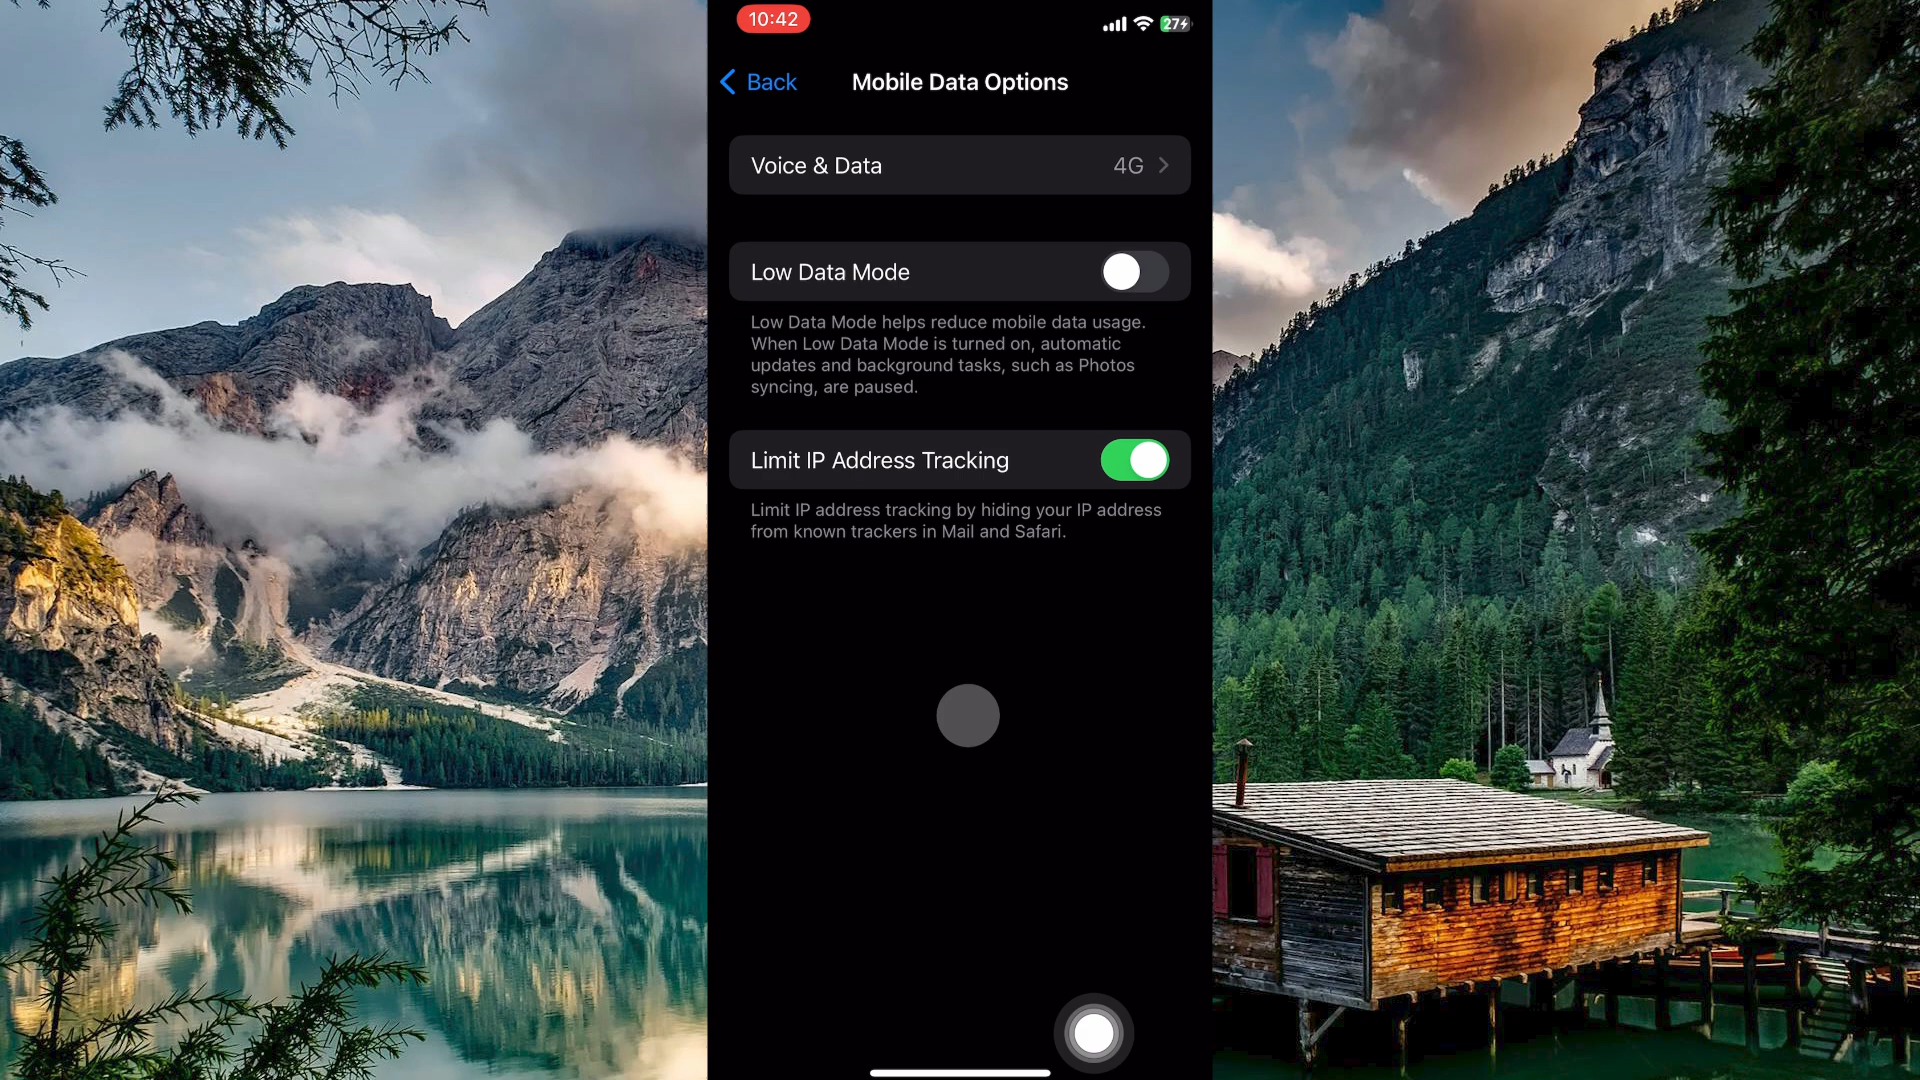 10:42
27
Back
Mobile Data Options
Voice & Data
4G
Low Data Mode
Low Data Mode helps reduce mobile data usage.
When Low Data Mode is turned on, automatic
updates and background tasks, such as Photos
syncing, are paused.
Limit IP Address Tracking
Limit IP address tracking by hiding your IP address
from known trackers in Mail and Safari.